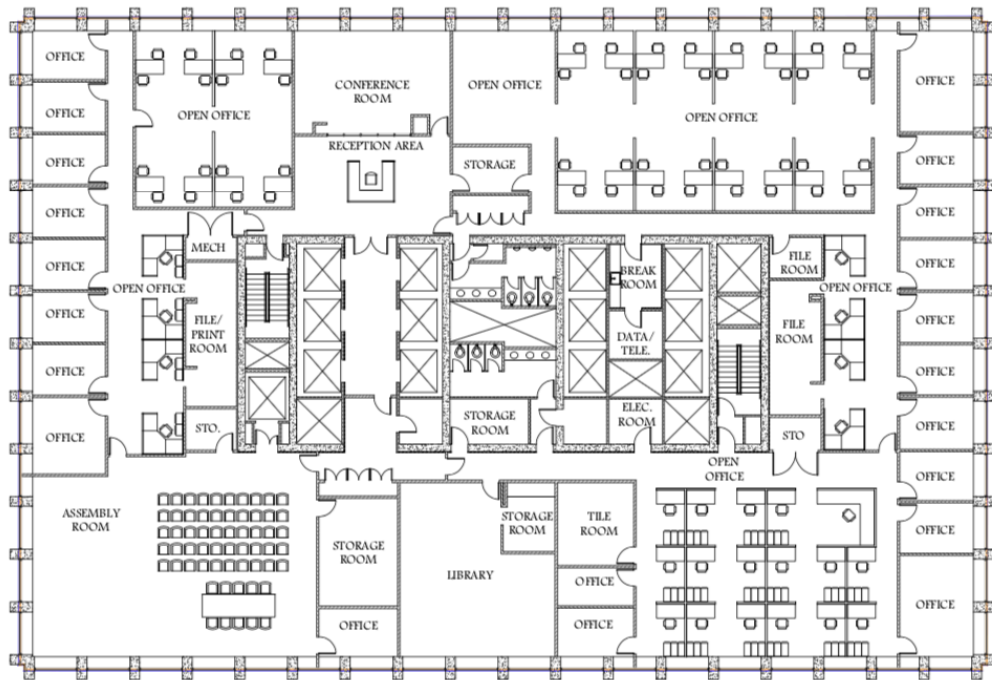 OFFICE
OFFICE
OFFICE
OFFICE
OFFICE
OFFICE
OFFICE
OFFICE
OPEN OFFICE
CONFERENCE
ROOM
RECEPTION AREA
OPEN OFFICE
STORAGE
OPEN OFFICE
OFFICE
OFFICE
OFFICE
OFFICE
OFFICE
OFFICE
OFFICE
OFFICE
OFFICE
OFFICE
MECH
OPEN OFFICE
FILE/
PRINT
ROOM
STO.
BREAK
ROOM
DATA/
TELE.
STORAGE
ROOM
ELEC.
ROOM
FILE
ROOM
OPEN OFFICE
FILE
ROOM
STO
OPEN
OFFICE
ASSEMBLY
ROOM
STORAGE
ROOM
OFFICE
LIBRARY
STORAGE
ROOM
TILE
ROOM
OFFICE
OFFICE